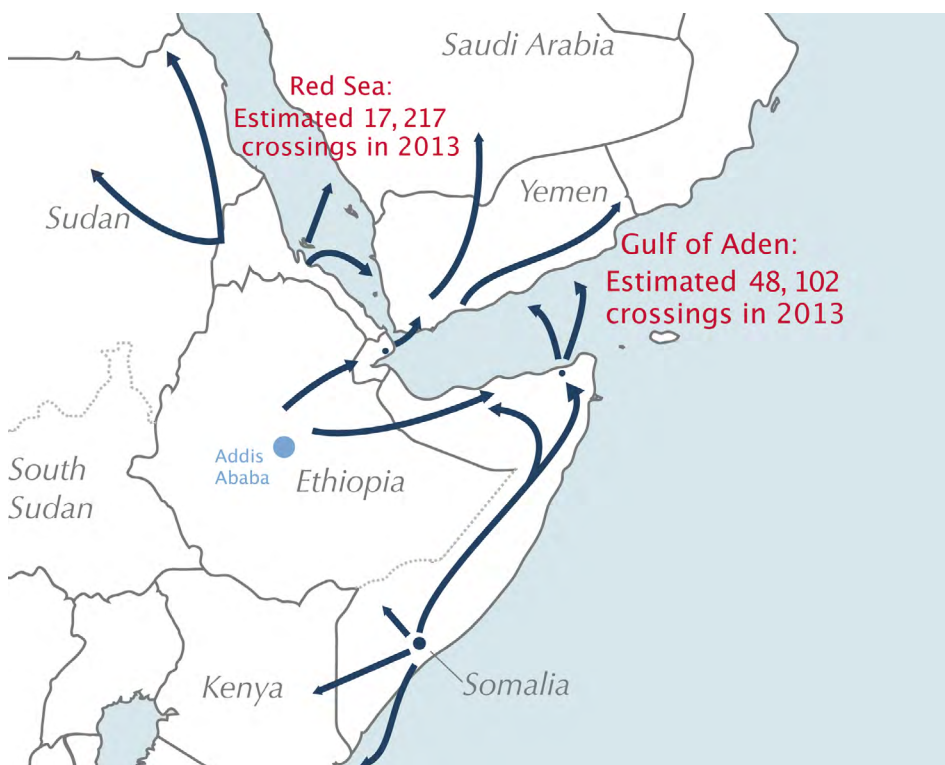 Saudi Arabia
Red Sea:
Estimated 17, 217
crossings in 2013
Yemen
Sudan
Gulf of Aden:
Estimated 48, 102
crossings in 2013
Addis
Ababa
Ethiopia
South
Sudan
Kenya
Somalia